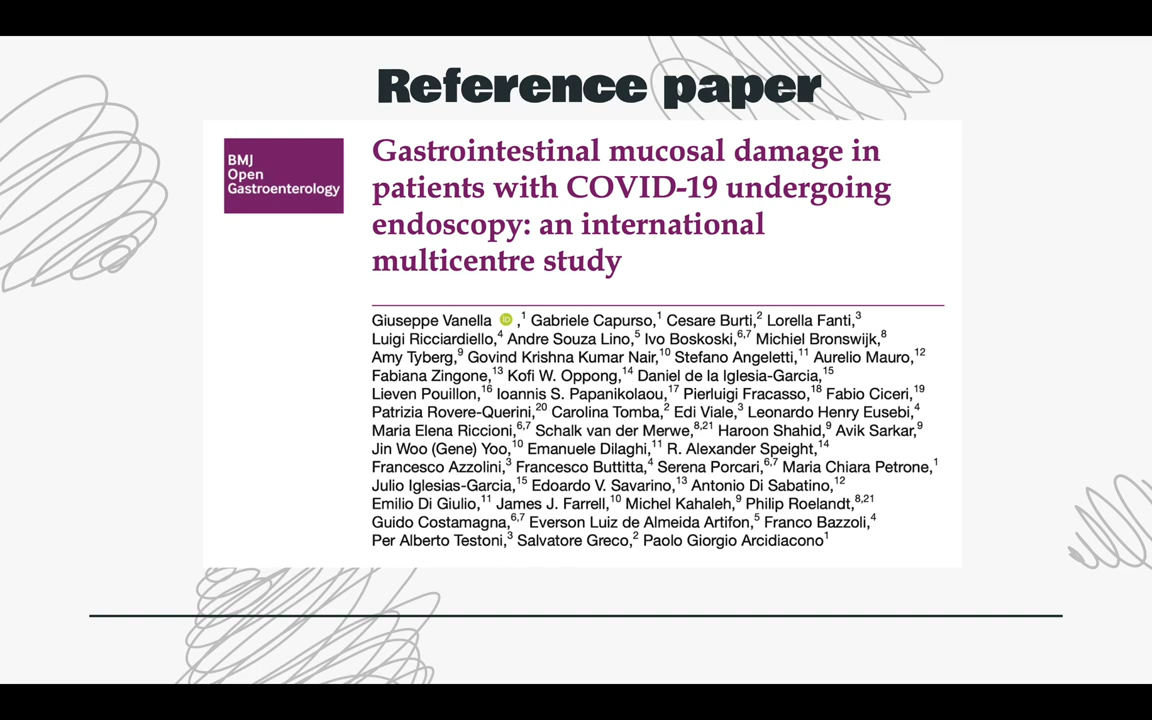 Reference paper
BMJ
Open
Gastroenterology
Gastrointestinal mucosal damage in
patients with COVID-19 undergoing
endoscopy: an international
multicentre study
Giuseppe Vanella iD ,1 Gabriele Capurso,1 Cesare Burti,2 Lorella Fanti,3
Luigi Ricciardiello,4 Andre Souza Lino,5 Ivo Boskoski,6,7 Michiel Bronswijk,8
Amy Tyberg,9 Govind Krishna Kumar Nair,10 Stefano Angeletti,11 Aurelio Mauro,12
Fabiana Zingone,13 Kofi W. Oppong,14 Daniel de la Iglesia-Garcia,15
Lieven Pouillon,16 Ioannis S. Papanikolaou,17 Pierluigi Fracasso,18 Fabio Ciceri,19
Patrizia Rovere-Querini,20 Carolina Tomba,2 Edi Viale,3 Leonardo Henry Eusebi,4
Maria Elena Riccioni,6,7 Schalk van der Merwe,8,21 Haroon Shahid,9 Avik Sarkar,9
Jin Woo (Gene) Yoo,10 Emanuele Dilaghi,11 R. Alexander Speight,14
Francesco Azzolini,3 Francesco Buttitta,4 Serena Porcari,6,7 Maria Chiara Petrone,1
Julio Iglesias-Garcia,15 Edoardo V. Savarino,13 Antonio Di Sabatino,12
Emilio Di Giulio,11 James J. Farrell,10 Michel Kahaleh,9 Philip Roelandt,8,21
Guido Costamagna,6,7 Everson Luiz de Almeida Artifon,5 Franco Bazzoli,4
Per Alberto Testoni,3 Salvatore Greco,2 Paolo Giorgio Arcidiacono1